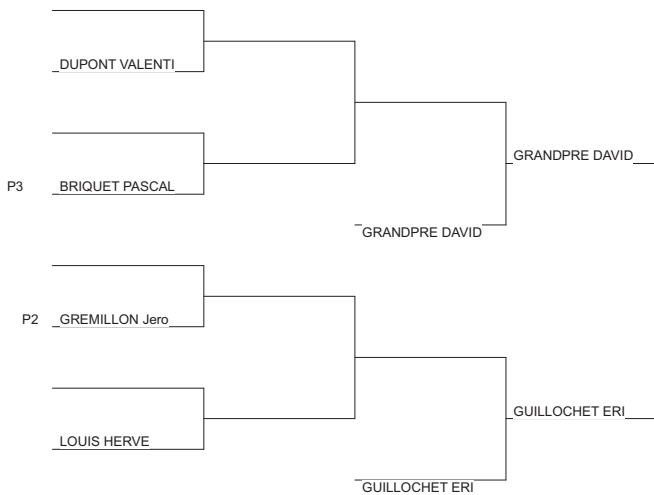 DUPONT VALENTI
GRANDPRE DAVID
P3 BRIQUET PASCAL
GRANDPRE DAVID
P2 GREMILLON Jero
GUILLOCHET ERI
LOUIS HERVE
GUILLOCHET ERI